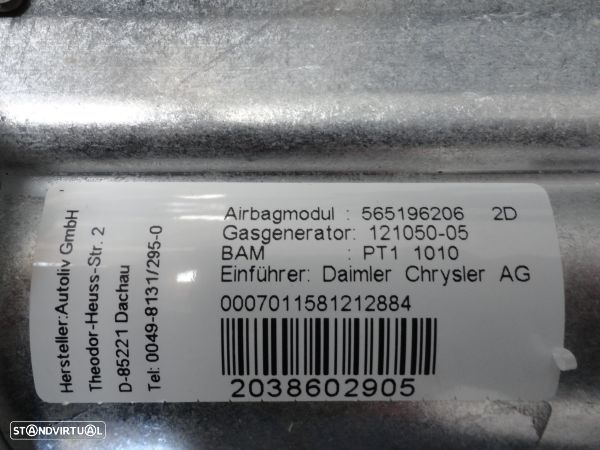 Hersteller:Autoliv GmbH
Theodor-Heuss-Str. 2
D-85221 Dachau
Tel: 0049-8131/295-0
Airbagmodul : 565196206 2D
Gasgenerator: 121050-05
BAM : PT1 1010
Einführer: Daimler Chrysler AG
0007011581212884
2038602905
STANDVIRTUAL